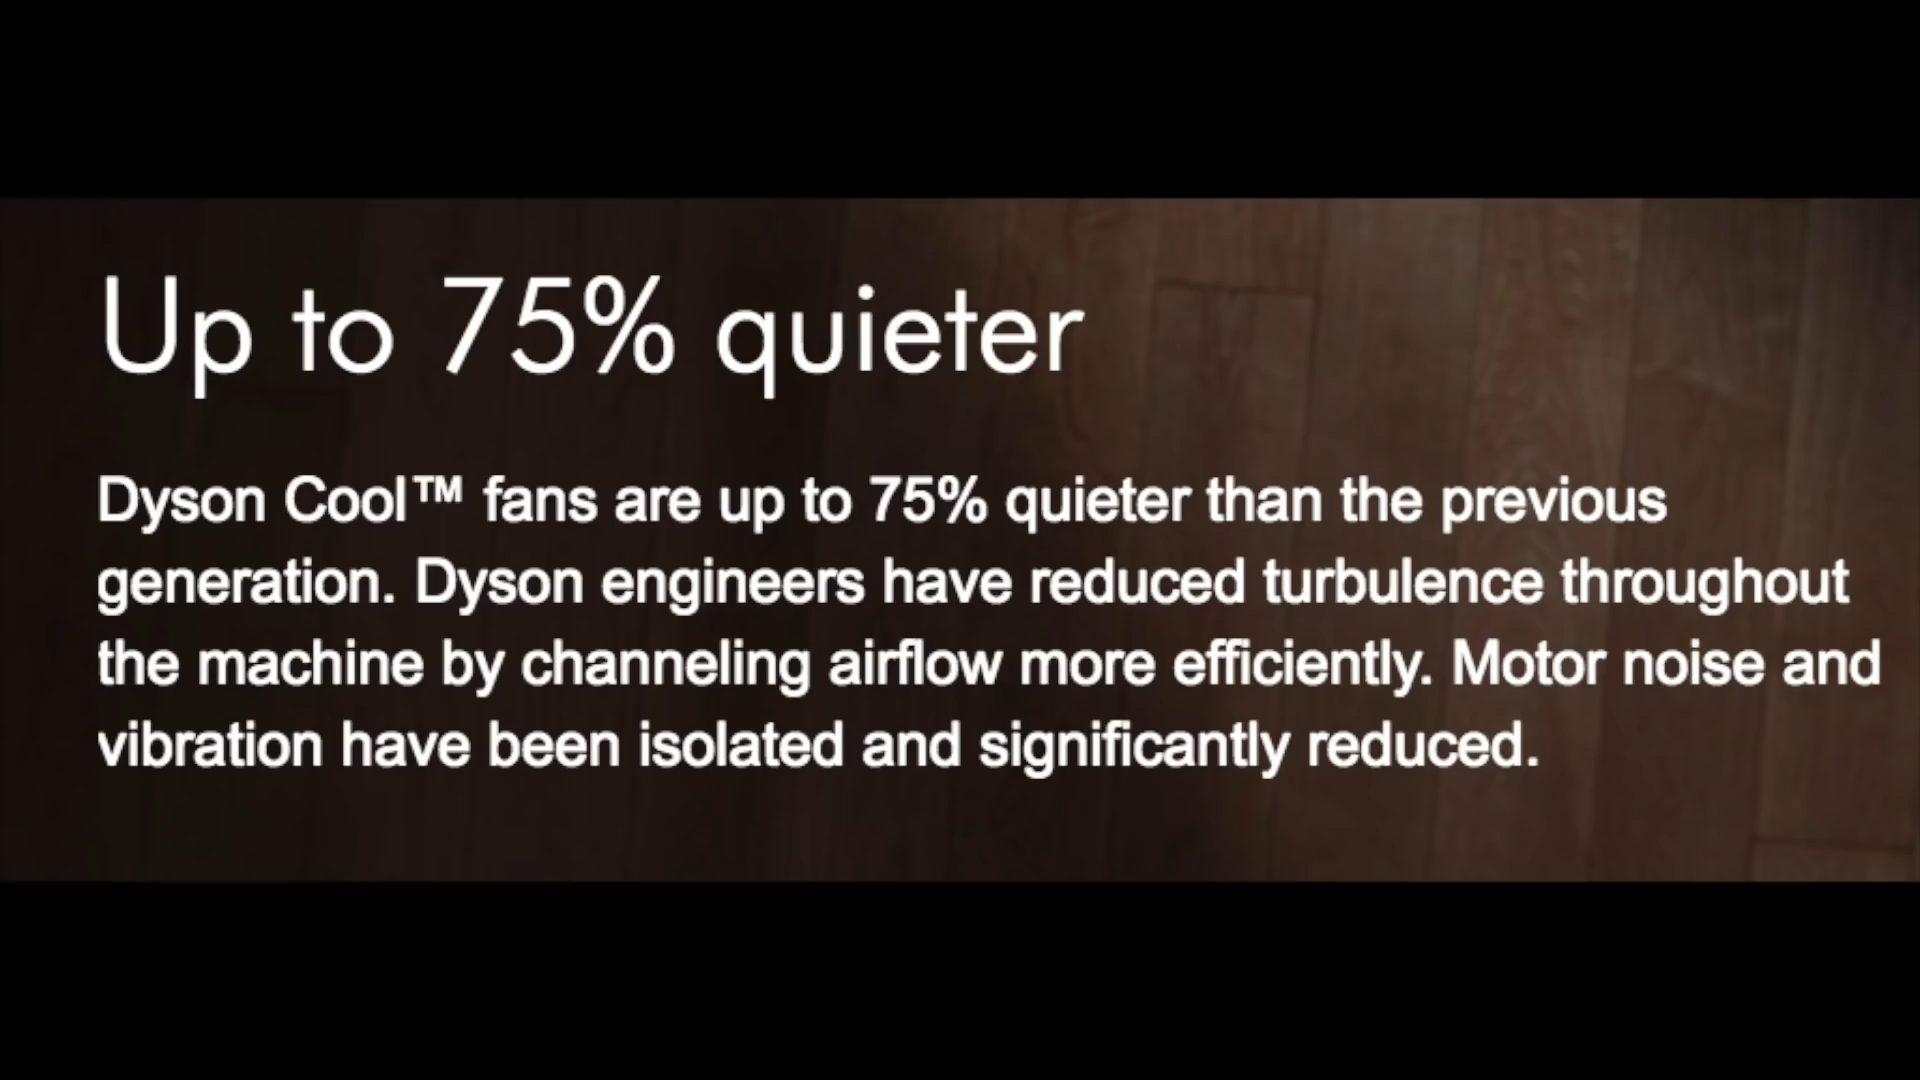 Up to 75% quieter
Dyson Cool™ fans are up to 75% quieter than the previous
generation. Dyson engineers have reduced turbulence throughout
the machine by channeling airflow more efficiently. Motor noise and
vibration have been isolated and significantly reduced.